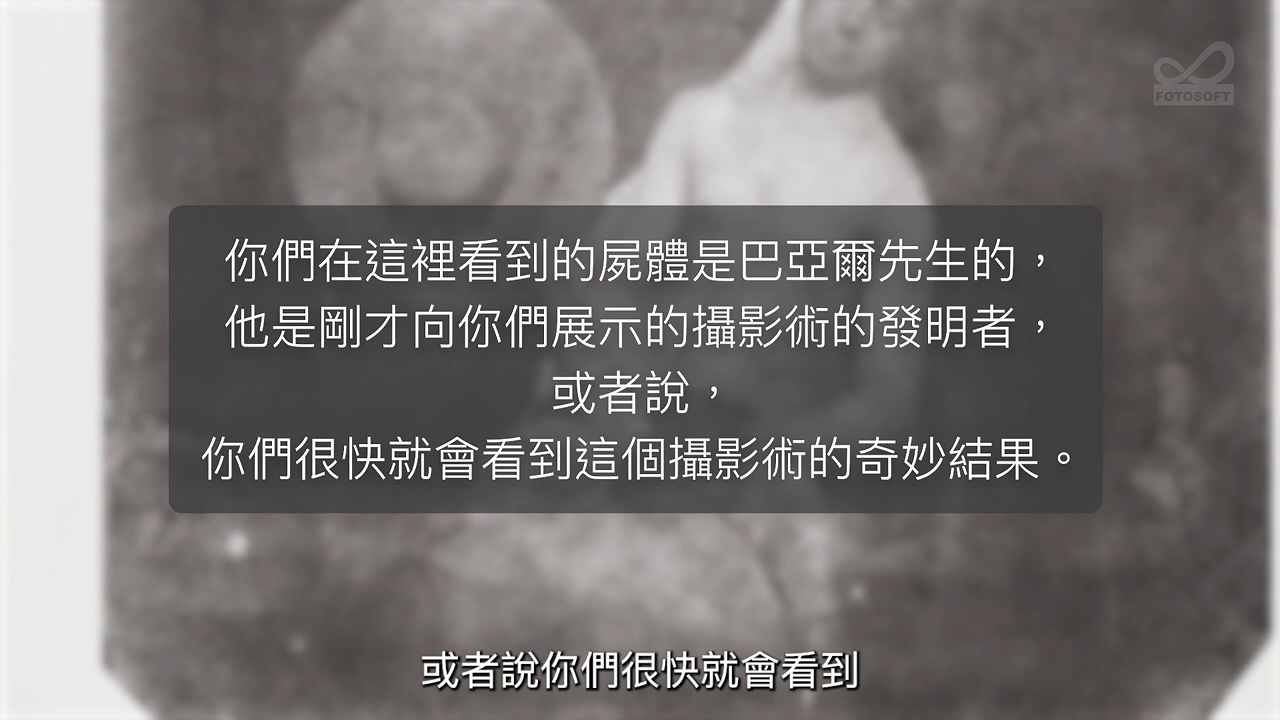 FOTOSOFT
你們在這裡看到的屍體是巴亞爾先生的，
他是剛才向你們展示的攝影術的發明者，
或者說，
你們很快就會看到這個攝影術的奇妙結果。
或者說你們很快就會看到